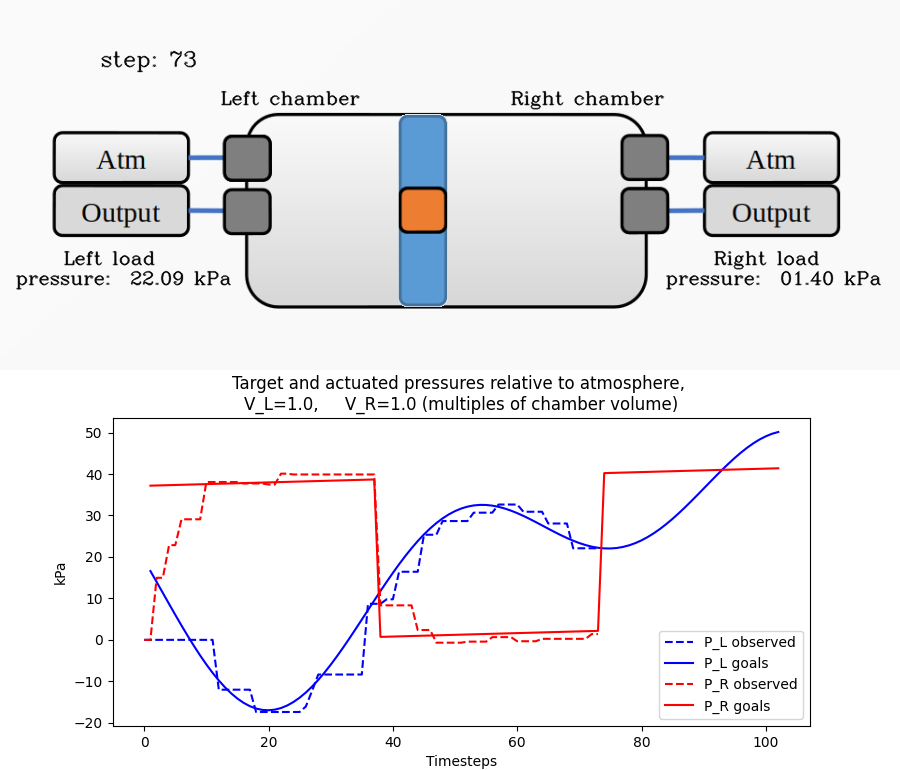 step: 73
Left chamber
Right chamber
Atm
Atm
Output
Output
Left load
pressure: 22.09 kPa
Right load
pressure: 01.40 kPa
Target and actuated pressures relative to atmosphere,
V_L=1.0, V_R=1.0 (multiples of chamber volume)
50
40
30
20
10
0
−10
−20
kPa
P_L observed
P_L goals
P_R observed
P_R goals
0 20 40 60 80 100
Timesteps